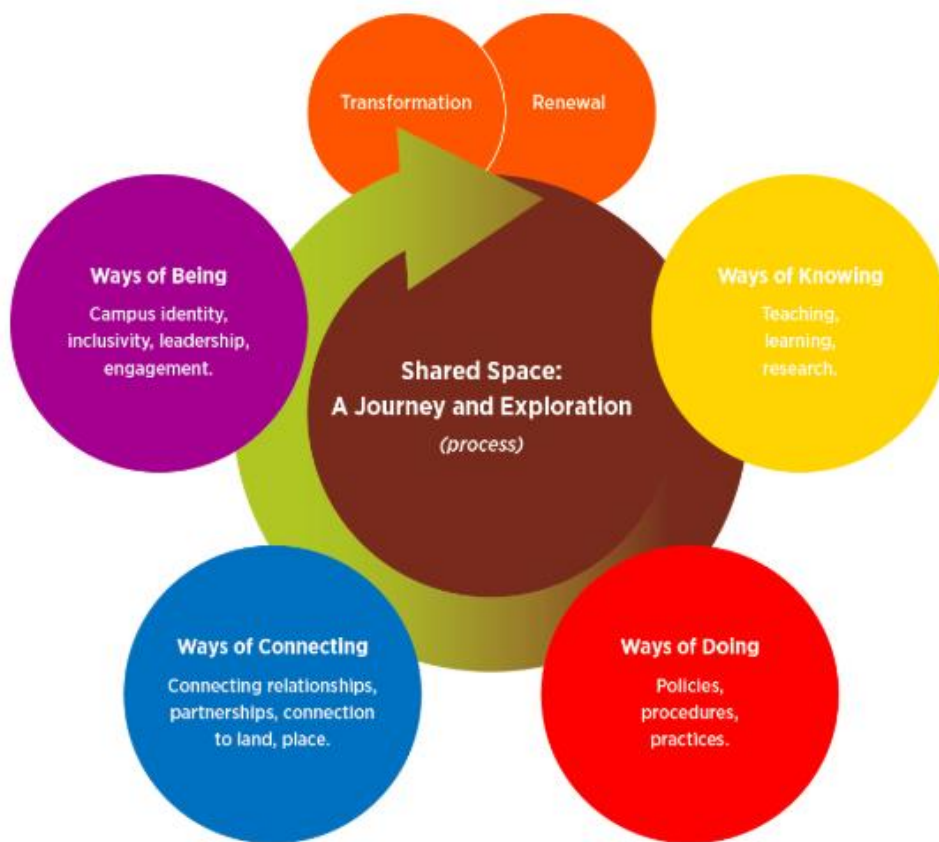 Transformation
Renewal
Ways of Being
Campus identity,
inclusivity, leadership,
engagement.
Ways of Knowing
Teaching,
learning,
research.
Shared Space:
A Journey and Exploration
(process)
Ways of Connecting
Connecting relationships,
partnerships, connection
to land, place.
Ways of Doing
Policies,
procedures,
practices.